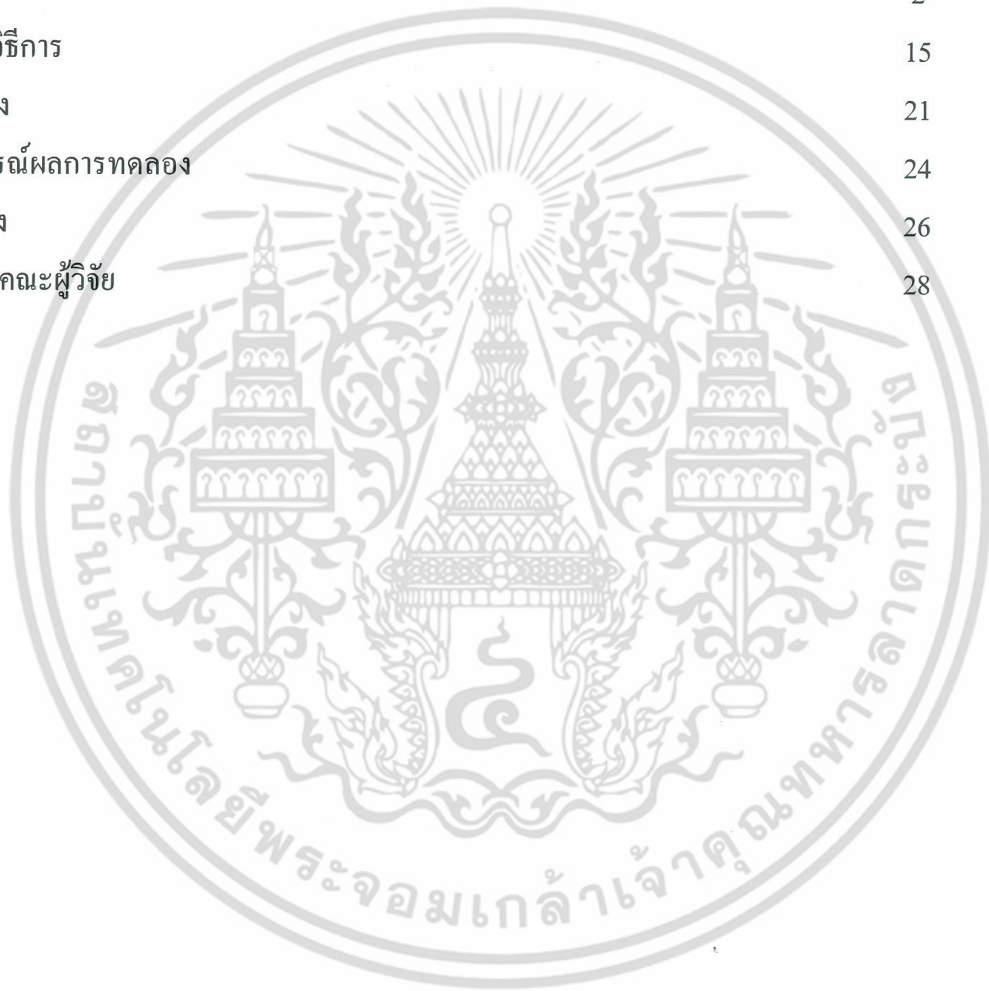 2
วิธีการ 15
ง 21
รณ์ผลการทดลอง 24
ง 26
คณะผู้วิจัย 28
สถาบันเทคโนโลยีพระจอมเกล้าเจ้าคุณทหารลาดกระบัง
๔